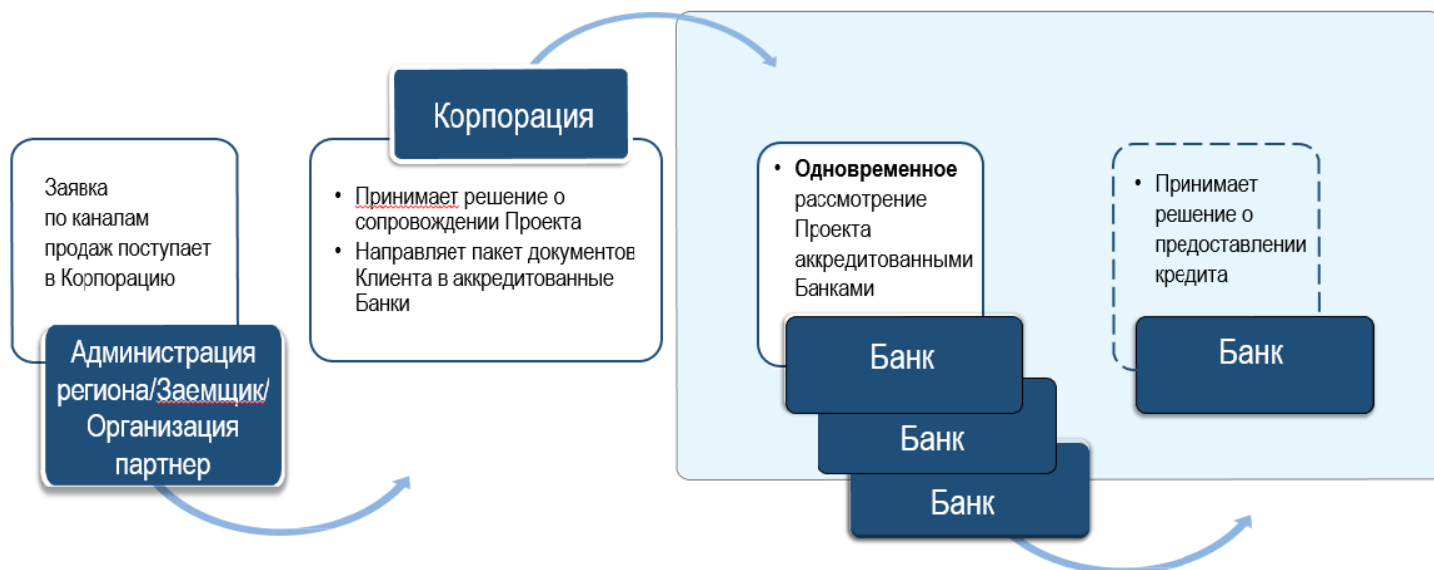 Заявка
по каналам
продаж поступает
в Корпорацию
Администрация
региона/Заемщик/
Организация
партнер
Корпорация
• Принимает решение о
сопровождении Проекта
• Направляет пакет документов
Клиента в аккредитованные
Банки
• Одновременное
рассмотрение
Проекта
аккредитованными
Банками
Банк
Банк
Банк
• Принимает
решение о
предоставлении
кредита
Банк